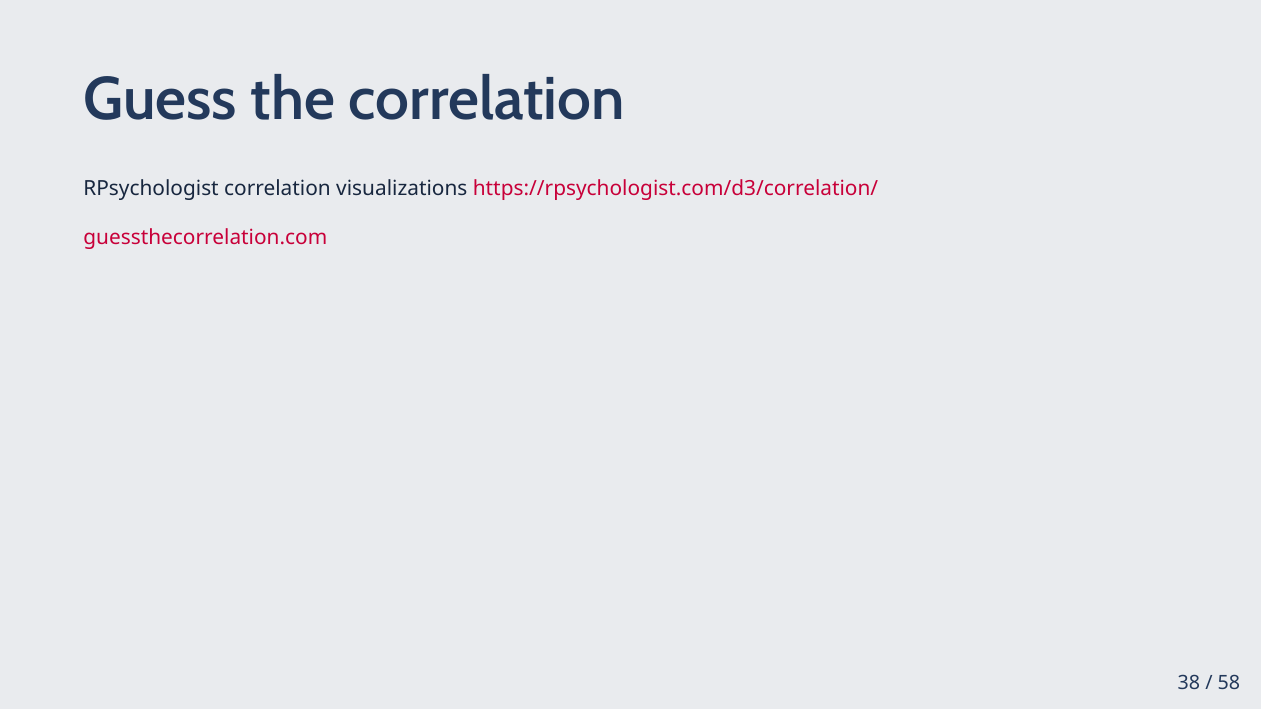 Guess the correlation
RPsychologist correlation visualizations https://rpsychologist.com/d3/correlation/
guessthecorrelation.com
38 / 58